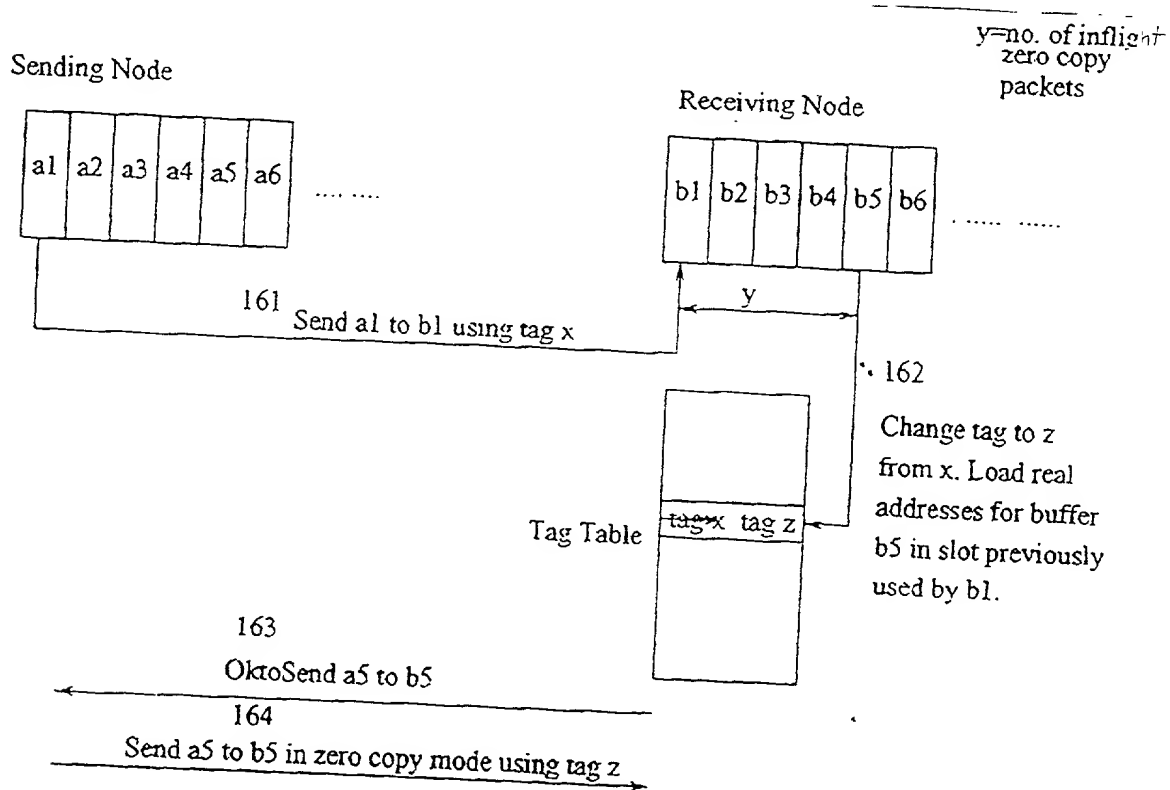 y=no. of inflight
zero copy
packets
Sending Node
Receiving Node
a1 a2 a3 a4 a5 a6 .... ....
b1 b2 b3 b4 b5 b6 . ...... ......
y
161
Send a1 to b1 using tag x
162
Change tag to z
from x. Load real
addresses for buffer
b5 in slot previously
used by b1.
Tag Table
tag x tag z
163
OktoSend a5 to b5
164
Send a5 to b5 in zero copy mode using tag z